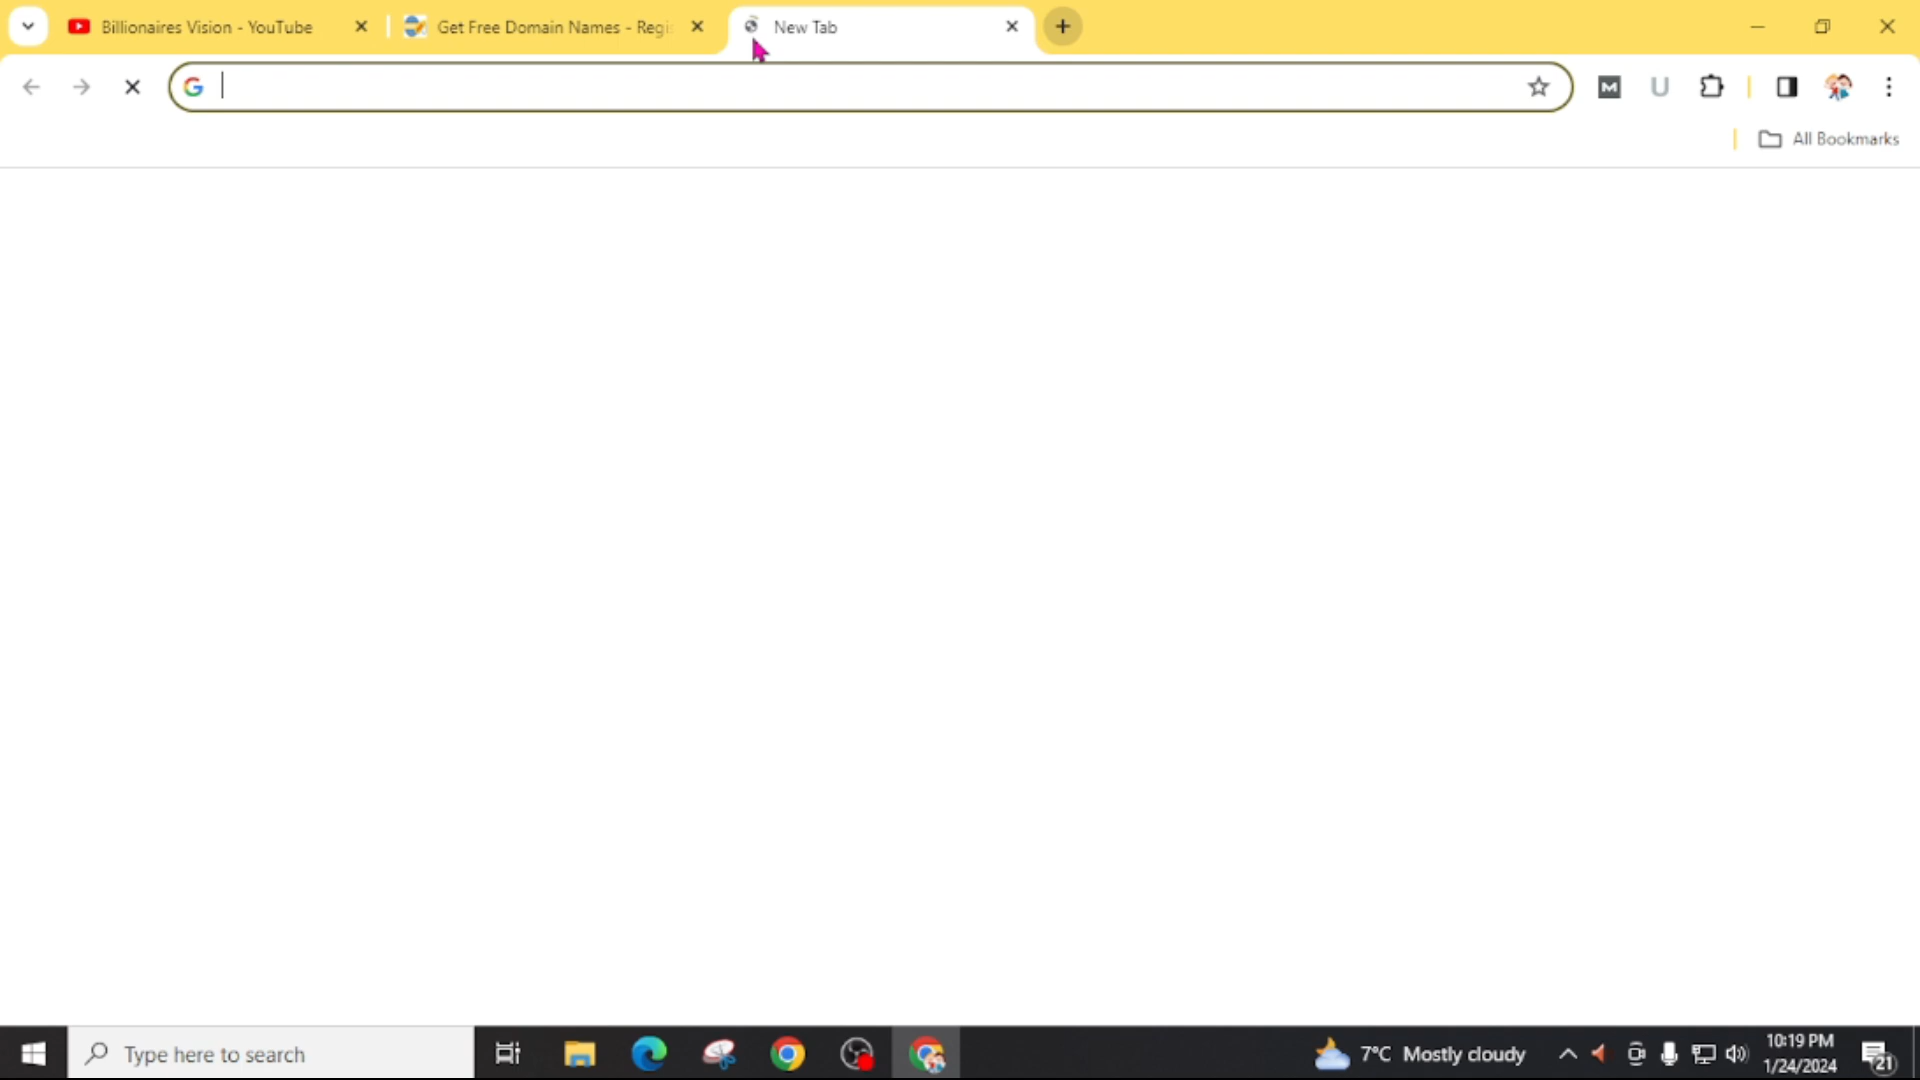 Billionaires Vision - YouTube
Get Free Domain Names - Regi
New Tab
All Bookmarks
Type here to search
7°C Mostly cloudy
10:19 PM
1/24/2024
21